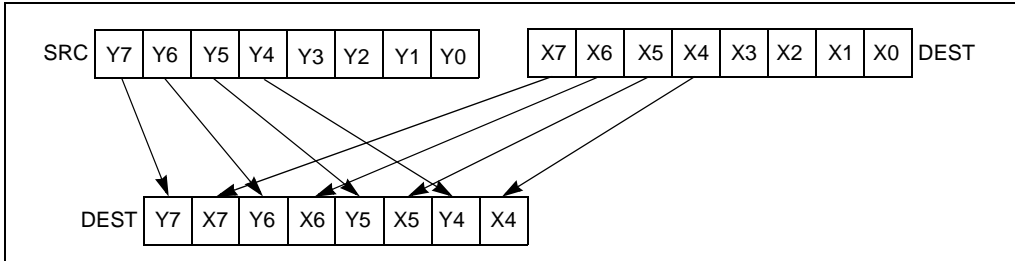 SRC Y7 Y6 Y5 Y4 Y3 Y2 Y1 Y0 X7 X6 X5 X4 X3 X2 X1 X0 DEST
DEST Y7 X7 Y6 X6 Y5 X5 Y4 X4